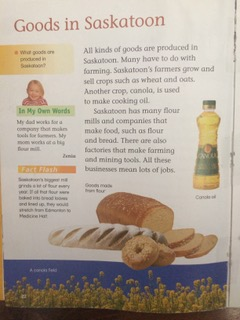 Goods in Saskatoon
What goods are
produced in
Saskatoon?
In My Own Words
My dad works for a
company that makes
tools for farmers. My
mom works at a big
flour mill.
Fact Flash
Saskatoon's biggest mill
grinds a lot of flour every
year. If all that flour were
baked into bread loaves
and lined up, they would
stretch from Edmonton to
Medicine Hat!
All kinds of goods are produced in
Saskatoon. Many have to do with
farming. Saskatoon's farmers grow and
sell crops such as wheat and oats.
Another crop, canola, is used
to make cooking oil.
Saskatoon has many flour
mills and companies that
make food, such as flour
and bread. There are also
factories that make farming
and mining tools. All these
businesses mean lots of jobs.
Canola oil
Goods made
from flour
A canola field